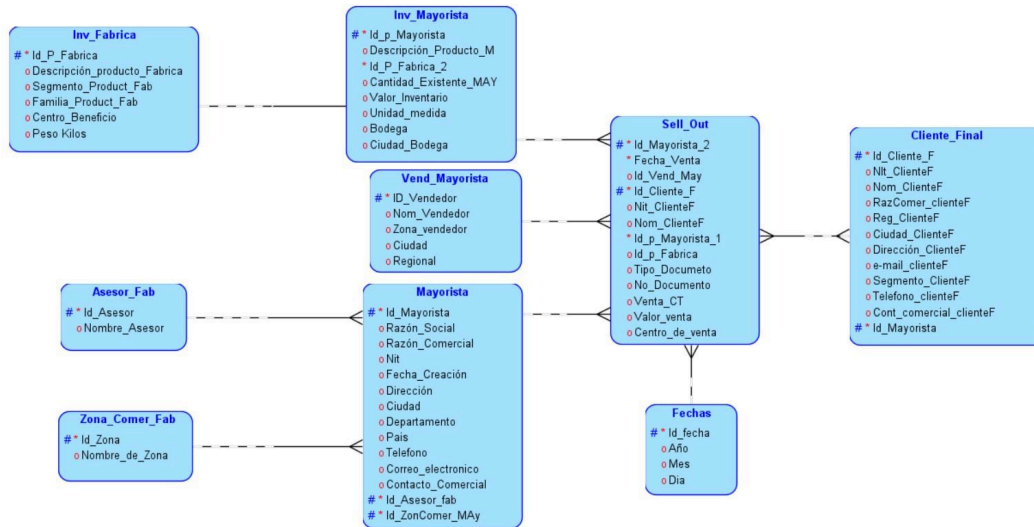 Inv_Fabrica
# * Id_P_Fabrica
o Descripción_producto_Fabrica
o Segmento_Product_Fab
o Familia_Product_Fab
o Centro_Beneficio
o Peso Kilos
Inv_Mayorista
# * Id_p_Mayorista
o Descripción_Producto_M
* Id_P_Fabrica_2
o Cantidad_Existente_MAY
o Valor_Inventario
o Unidad_medida
o Bodega
o Ciudad_Bodega
Vend_Mayorista
# * ID_Vendedor
o Nom_Vendedor
o Zona_vendedor
o Ciudad
o Regional
Asesor_Fab
# * Id_Asesor
o Nombre_Asesor
Zona_Comer_Fab
# * Id_Zona
o Nombre_de_Zona
Mayorista
# * Id_Mayorista
o Razón_Social
o Razón_Comercial
o Nit
o Fecha_Creación
o Dirección
o Ciudad
o Departamento
o Pais
o Telefono
o Correo_electronico
o Contacto_Comercial
# * Id_Asesor_fab
# * Id_ZonComer_MAy
Sell_Out
# * Id_Mayorista_2
* Fecha_Venta
o Id_Vend_May
# * Id_Cliente_F
o Nit_ClienteF
o Nom_ClienteF
* Id_p_Mayorista_1
o Id_p_Fabrica
o Tipo_Documeto
o No_Documento
o Venta_CT
o Valor_venta
o Centro_de_venta
Fechas
# * Id_fecha
o Año
o Mes
o Dia
Cliente_Final
# * Id_Cliente_F
o NIt_ClienteF
o Nom_ClienteF
o RazComer_clienteF
o Reg_ClienteF
o Ciudad_ClienteF
o Dirección_ClienteF
o e-mail_clienteF
o Segmento_ClienteF
o Telefono_clienteF
o Cont_comercial_clienteF
# * Id_Mayorista